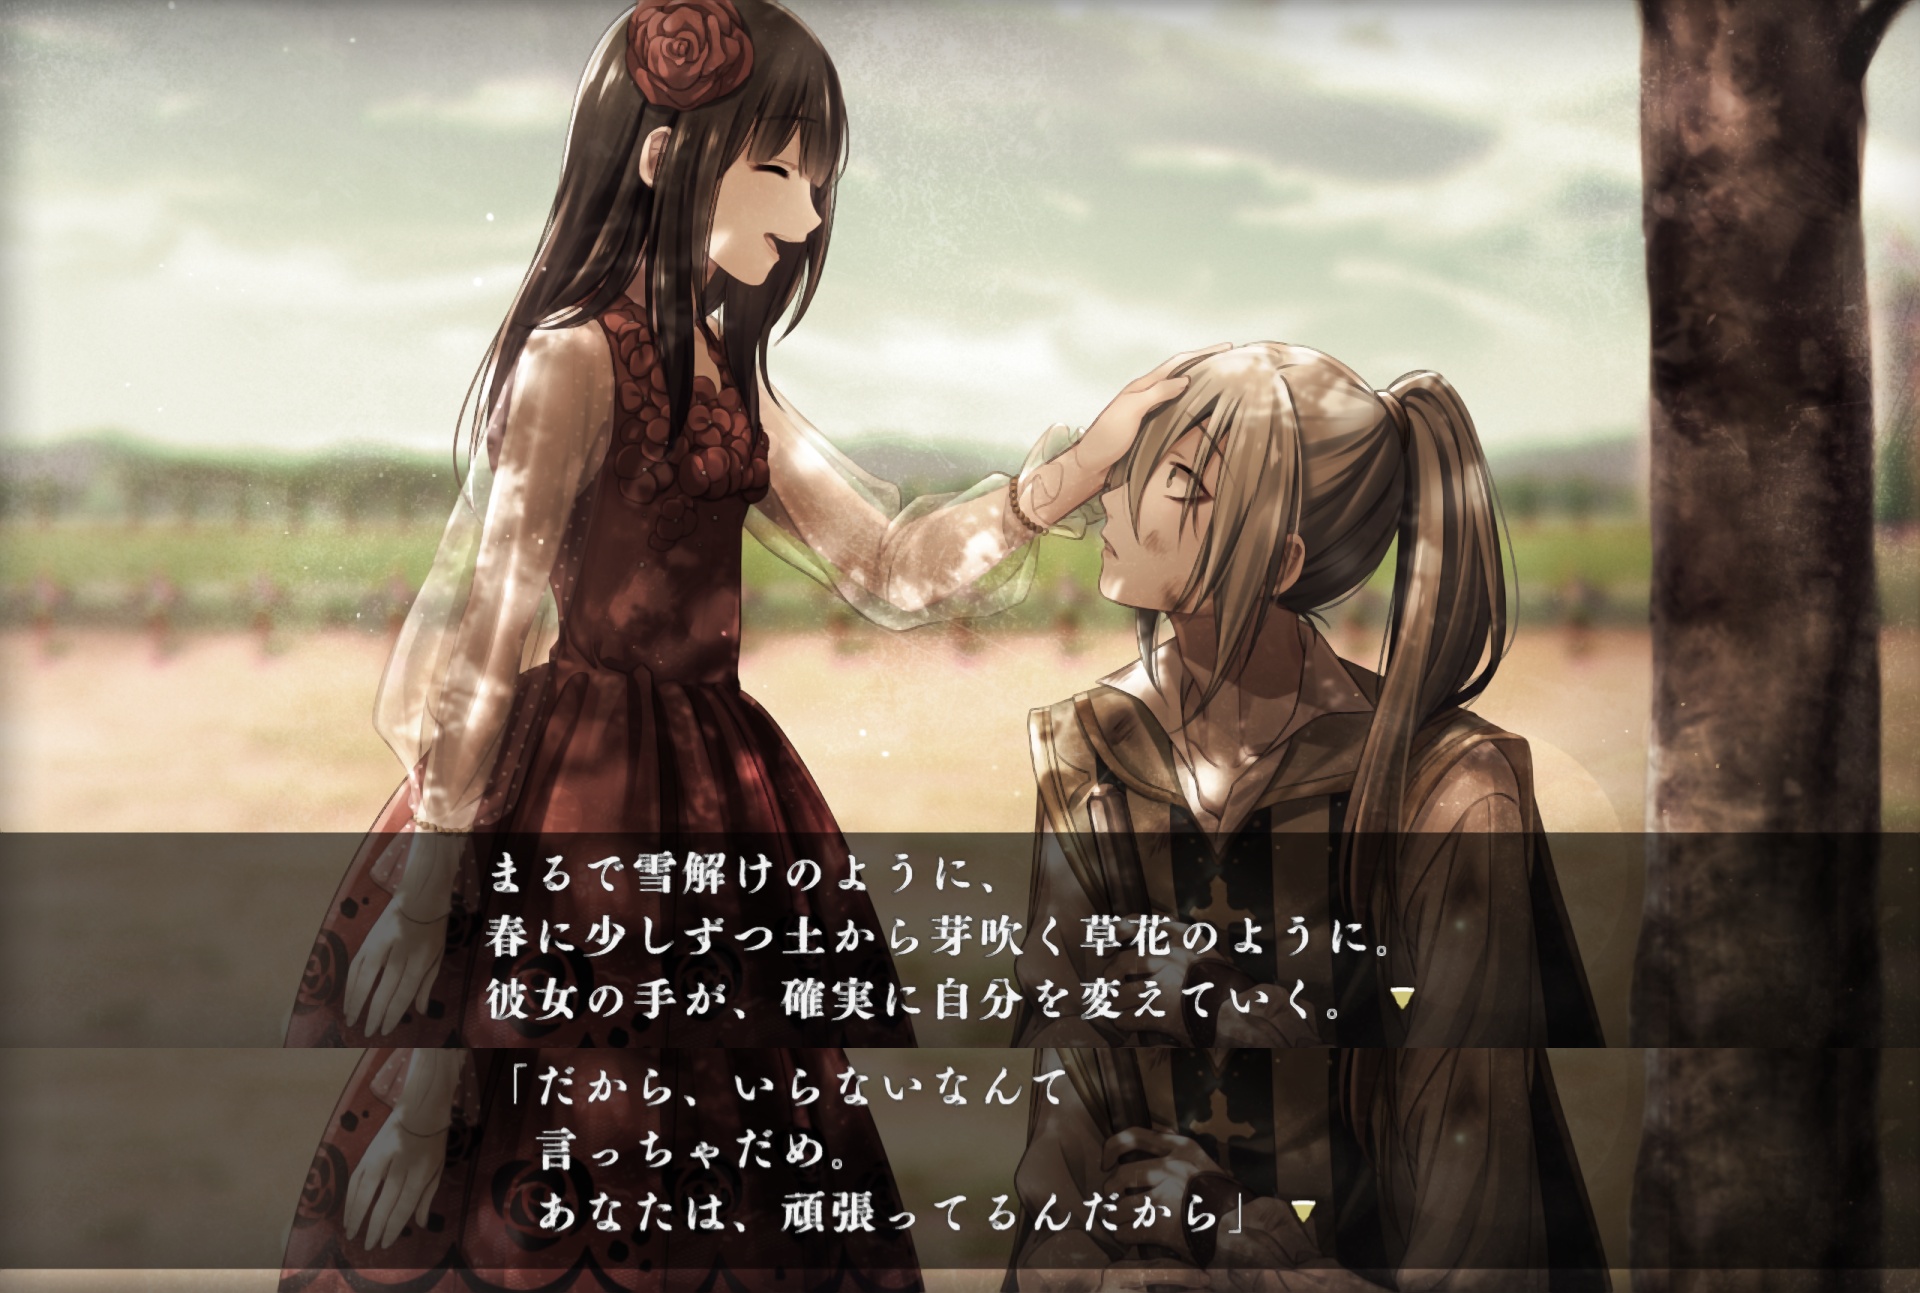 まるで雪解けのように、
春に少しずつ土から芽吹く草花のように。
彼女の手が、確実に自分を変えていく。
「だから、いらないなんて
言っちゃだめ。
あなたは、頑張ってるんだから」